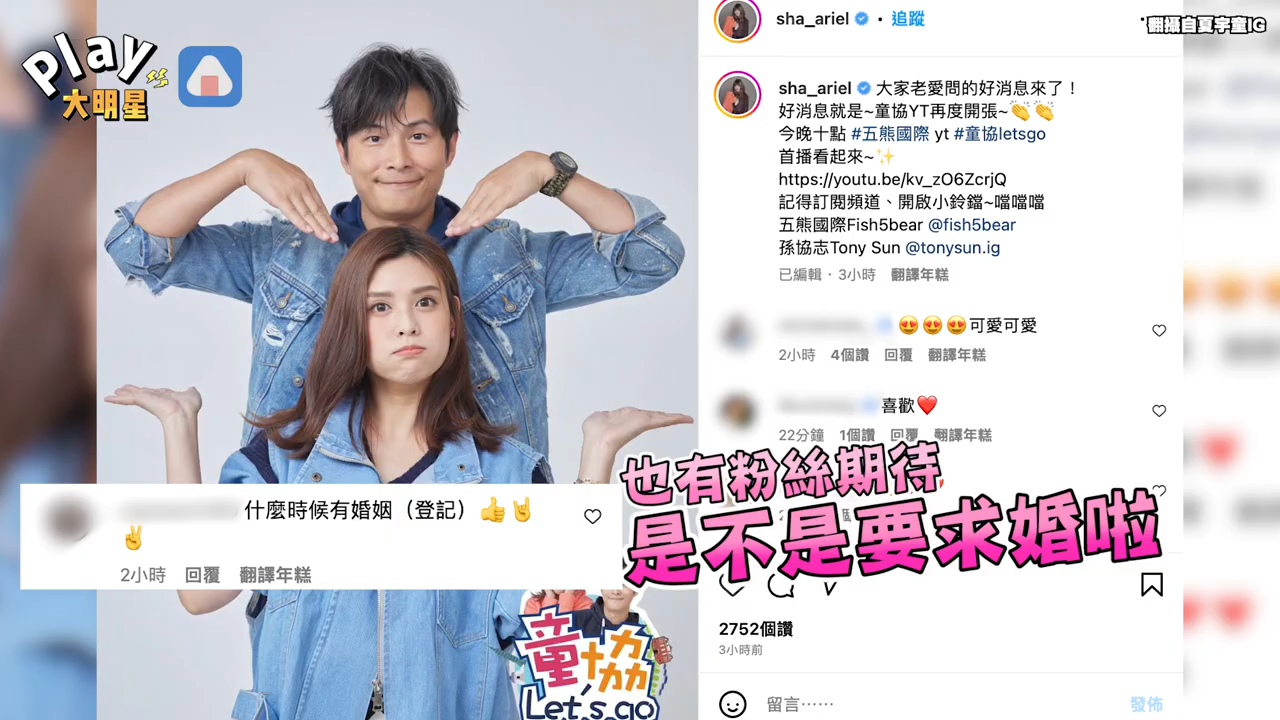 Play
大明星
sha_ariel • 追蹤
翻攝自夏宇童IG
sha_ariel 大家老愛問的好消息來了！
好消息就是~童協YT再度開張~👏👏
今晚十點 #五熊國際 yt #童協letsgo
首播看起來~✨
https://youtu.be/kv_zO6ZcrjQ
記得訂閱頻道、開啟小鈴鐺~噹噹噹
五熊國際Fish5bear @fish5bear
孫協志Tony Sun @tonysun.ig
已編輯・3小時 翻譯年糕
😍😍😍可愛可愛
2小時 4個讚 回覆 翻譯年糕
喜歡❤️
22分鐘 1個讚 回覆 翻譯年糕
也有粉絲期待
是不是要求婚啦
什麼時候有婚姻（登記）👍🤘
✌️
2小時 回覆 翻譯年糕
童協
Let's go
2752個讚
3小時前
留言……
發佈